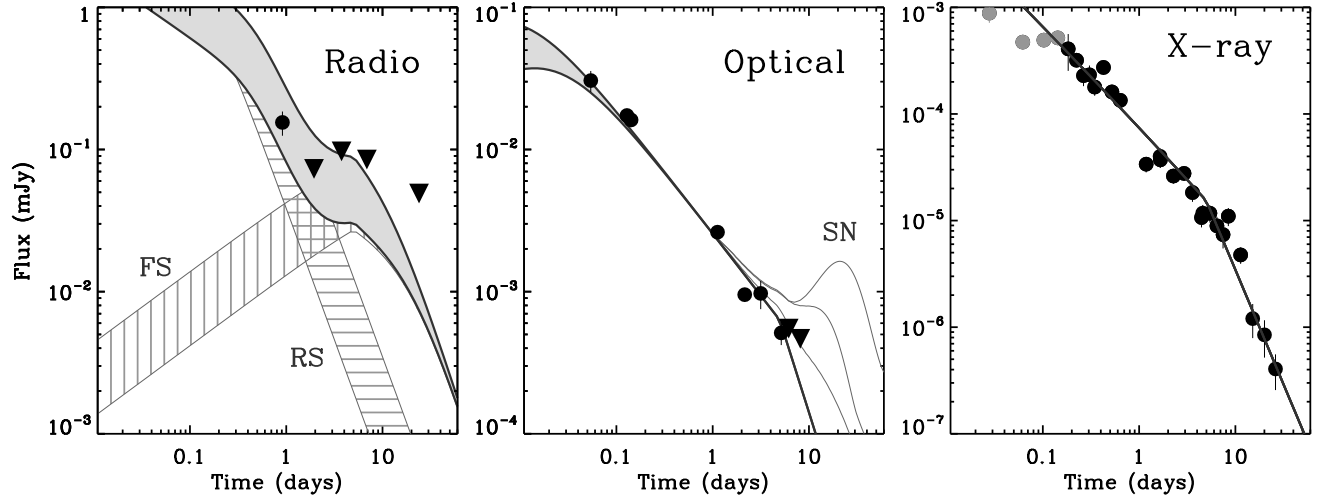 Radio
Optical
X-ray
Flux (mJy)
FS
RS
SN
1
10⁻¹
10⁻²
10⁻³
10⁻¹
10⁻²
10⁻³
10⁻⁴
10⁻³
10⁻⁴
10⁻⁵
10⁻⁶
10⁻⁷
0.1 1 10
0.1 1 10
0.1 1 10
Time (days)
Time (days)
Time (days)